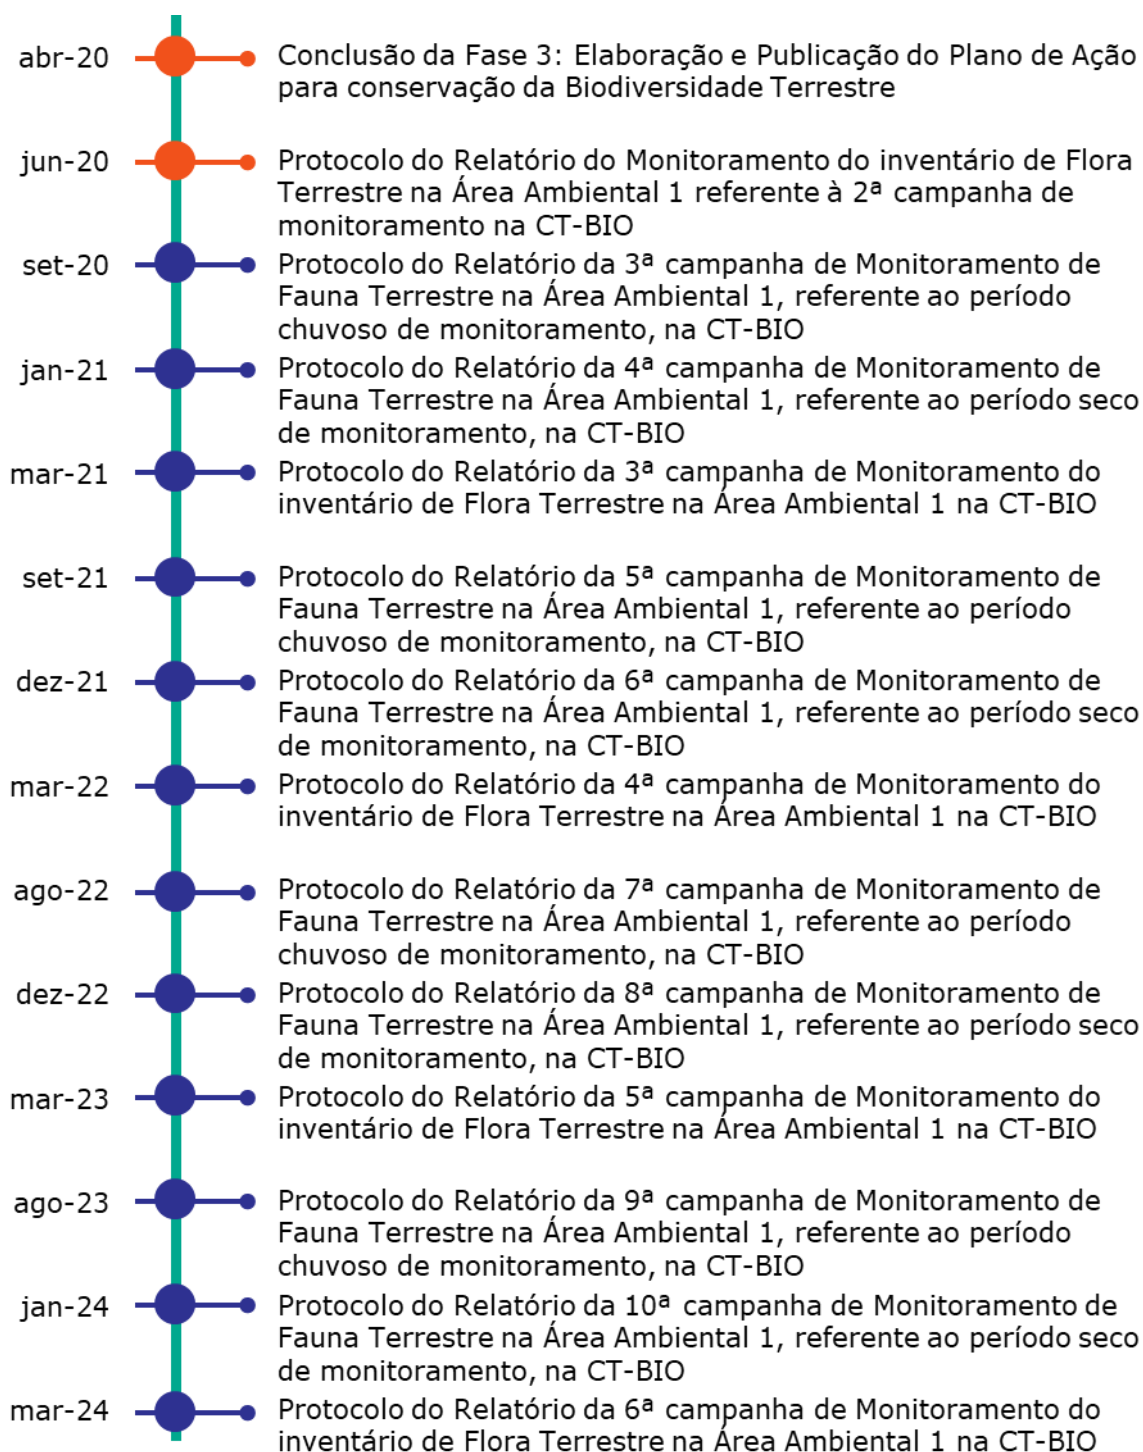 abr-20
Conclusão da Fase 3: Elaboração e Publicação do Plano de Ação
para conservação da Biodiversidade Terrestre
jun-20
Protocolo do Relatório do Monitoramento do inventário de Flora
Terrestre na Área Ambiental 1 referente à 2ª campanha de
monitoramento na CT-BIO
set-20
Protocolo do Relatório da 3ª campanha de Monitoramento de
Fauna Terrestre na Área Ambiental 1, referente ao período
chuvoso de monitoramento, na CT-BIO
jan-21
Protocolo do Relatório da 4ª campanha de Monitoramento de
Fauna Terrestre na Área Ambiental 1, referente ao período seco
de monitoramento, na CT-BIO
mar-21
Protocolo do Relatório da 3ª campanha de Monitoramento do
inventário de Flora Terrestre na Área Ambiental 1 na CT-BIO
set-21
Protocolo do Relatório da 5ª campanha de Monitoramento de
Fauna Terrestre na Área Ambiental 1, referente ao período
chuvoso de monitoramento, na CT-BIO
dez-21
Protocolo do Relatório da 6ª campanha de Monitoramento de
Fauna Terrestre na Área Ambiental 1, referente ao período seco
de monitoramento, na CT-BIO
mar-22
Protocolo do Relatório da 4ª campanha de Monitoramento do
inventário de Flora Terrestre na Área Ambiental 1 na CT-BIO
ago-22
Protocolo do Relatório da 7ª campanha de Monitoramento de
Fauna Terrestre na Área Ambiental 1, referente ao período
chuvoso de monitoramento, na CT-BIO
dez-22
Protocolo do Relatório da 8ª campanha de Monitoramento de
Fauna Terrestre na Área Ambiental 1, referente ao período seco
de monitoramento, na CT-BIO
mar-23
Protocolo do Relatório da 5ª campanha de Monitoramento do
inventário de Flora Terrestre na Área Ambiental 1 na CT-BIO
ago-23
Protocolo do Relatório da 9ª campanha de Monitoramento de
Fauna Terrestre na Área Ambiental 1, referente ao período
chuvoso de monitoramento, na CT-BIO
jan-24
Protocolo do Relatório da 10ª campanha de Monitoramento de
Fauna Terrestre na Área Ambiental 1, referente ao período seco
de monitoramento, na CT-BIO
mar-24
Protocolo do Relatório da 6ª campanha de Monitoramento do
inventário de Flora Terrestre na Área Ambiental 1 na CT-BIO